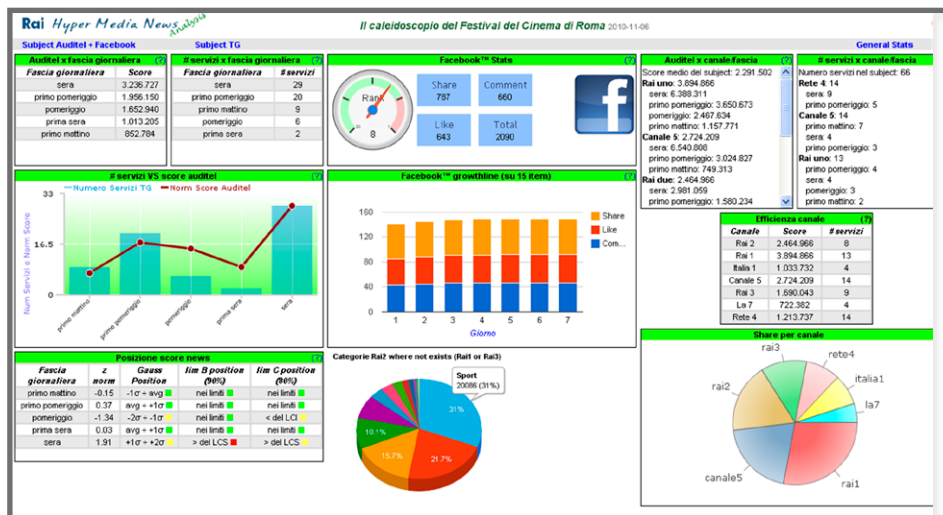 Rai Hyper Media News Analysis
Il caleidoscopio del Festival del Cinema di Roma 2010-11-06
Subject Auditel + Facebook Subject TG General Stats
Auditel x fascia giornaliera (?)
Fascia giornaliera Score
sera 3.236.727
primo pomeriggio 1.956.150
pomeriggio 1.652.940
prima sera 1.013.205
primo mattino 852.784
# servizi x fascia giornaliera (?)
Fascia giornaliera # servizi
sera 29
primo pomeriggio 20
primo mattino 9
pomeriggio 6
prima sera 2
Facebook™ Stats
Rank
8
Share
787
Comment
660
Like
643
Total
2090
f
Auditel x canale/fascia (?)
Score medio del subject: 2.291.502
Rai uno: 3.894.866
sera: 6.388.311
primo pomeriggio: 3.650.673
pomeriggio: 2.467.634
primo mattino: 1.157.771
Canale 5: 2.724.209
sera: 6.540.808
primo pomeriggio: 3.024.827
primo mattino: 749.313
Rai due: 2.464.966
sera: 2.981.059
primo pomeriggio: 1.580.234
# servizi x canale/fascia
Numero servizi nel subject: 66
Rete 4: 14
sera: 9
primo pomeriggio: 5
Canale 5: 14
primo mattino: 7
sera: 4
primo pomeriggio: 3
Rai uno: 13
primo pomeriggio: 4
sera: 4
pomeriggio: 3
primo mattino: 2
# servizi VS score auditel (?)
Numero Servizi TG Norm Score Auditel
Num Servizi e Norm Score
33
16.5
0
primo mattino
primo pomeriggio
pomeriggio
prima sera
sera
Facebook™ growthline (su 15 item) (?)
160
120
80
40
0
1 2 3 4 5 6 7
Giorno
Share
Like
Com...
Efficienza canale (?)
Canale Score # servizi
Rai 2 2.464.966 8
Rai 1 3.894.866 13
Italia 1 1.033.732 4
Canale 5 2.724.209 14
Rai 3 1.590.043 9
La 7 722.382 4
Rete 4 1.213.737 14
Posizione score news (?)
Fascia giornaliera z norm Gauss Position lim B position (90%) lim C position (80%)
primo mattino -0.15 -1σ ÷ avg nei limiti nei limiti
primo pomeriggio 0.37 avg ÷ +1σ nei limiti nei limiti
pomeriggio -1.34 -2σ ÷ -1σ nei limiti < del LCI
prima sera 0.03 avg ÷ +1σ nei limiti nei limiti
sera 1.91 +1σ ÷ +2σ > del LCS > del LCS
Categorie Rai2 where not exists (Rai1 or Rai3)
Sport
20086 (31%)
31%
21.7%
15.7%
10.1%
Share per canale
rai3
rete4
italia1
la7
rai2
canale5
rai1